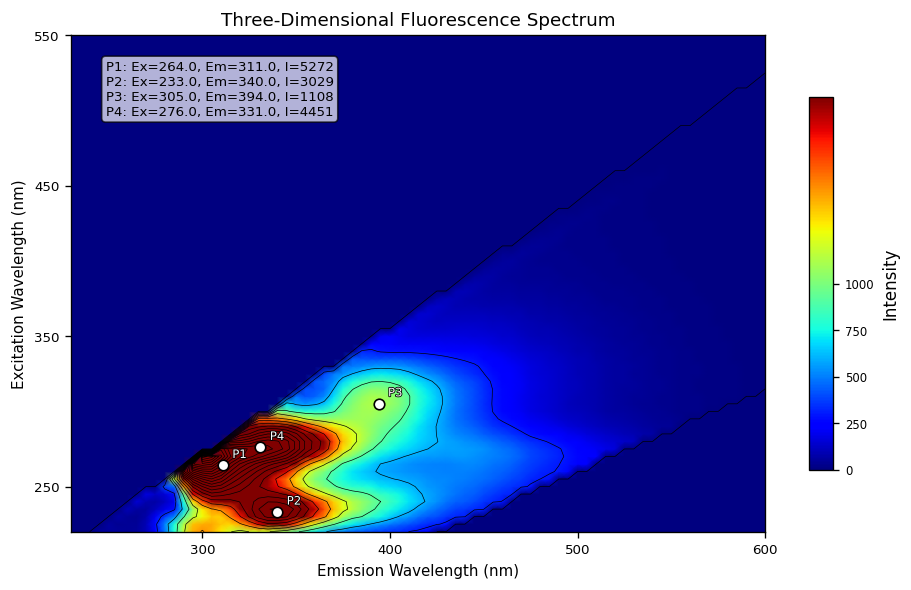 Three-Dimensional Fluorescence Spectrum
550
450
350
250
Excitation Wavelength (nm)
P1: Ex=264.0, Em=311.0, I=5272
P2: Ex=233.0, Em=340.0, I=3029
P3: Ex=305.0, Em=394.0, I=1108
P4: Ex=276.0, Em=331.0, I=4451
P3
P4
P1
P2
300
400
500
600
Emission Wavelength (nm)
1000
750
500
250
0
Intensity